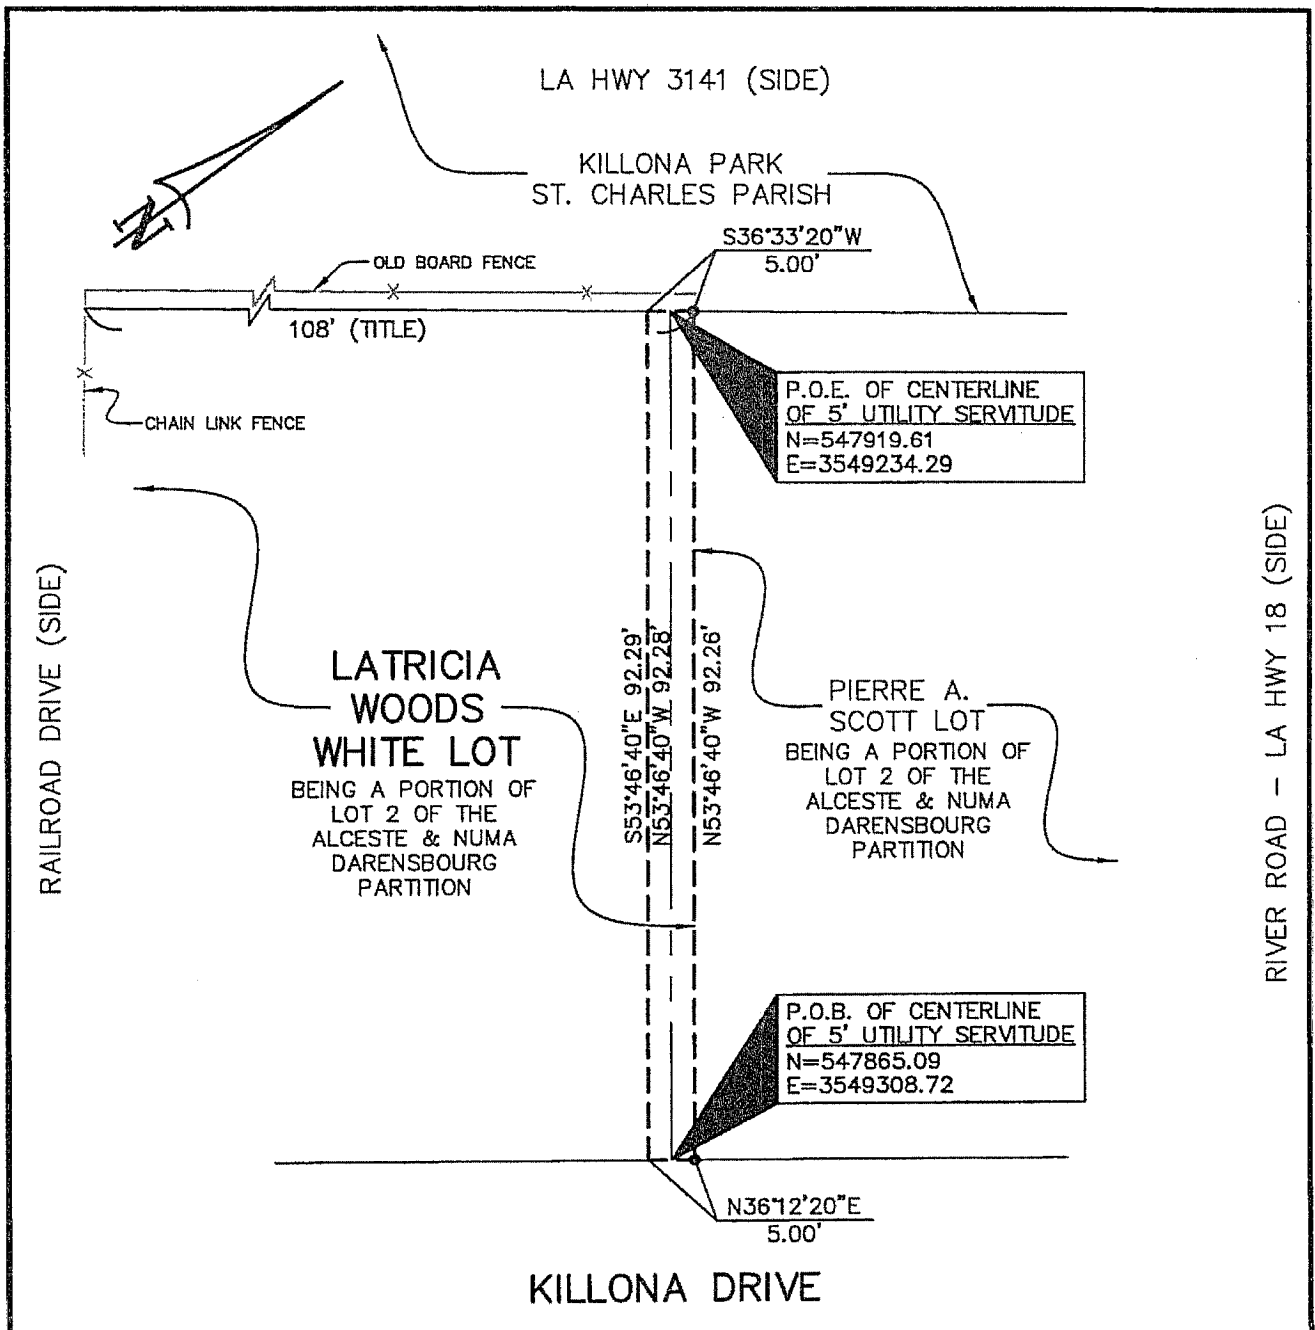 LA HWY 3141 (SIDE)
KILLONA PARK
ST. CHARLES PARISH
N
S36°33'20"W
5.00'
OLD BOARD FENCE
108' (TITLE)
CHAIN LINK FENCE
P.O.E. OF CENTERLINE
OF 5' UTILITY SERVITUDE
N=547919.61
E=3549234.29
RAILROAD DRIVE (SIDE)
LATRICIA
WOODS
WHITE LOT
BEING A PORTION OF
LOT 2 OF THE
ALCESTE & NUMA
DARENSBOURG
PARTITION
S53°46'40"E 92.29'
N53°46'40"W 92.28'
N53°46'40"W 92.26'
PIERRE A.
SCOTT LOT
BEING A PORTION OF
LOT 2 OF THE
ALCESTE & NUMA
DARENSBOURG
PARTITION
RIVER ROAD - LA HWY 18 (SIDE)
P.O.B. OF CENTERLINE
OF 5' UTILITY SERVITUDE
N=547865.09
E=3549308.72
N36°12'20"E
5.00'
KILLONA DRIVE